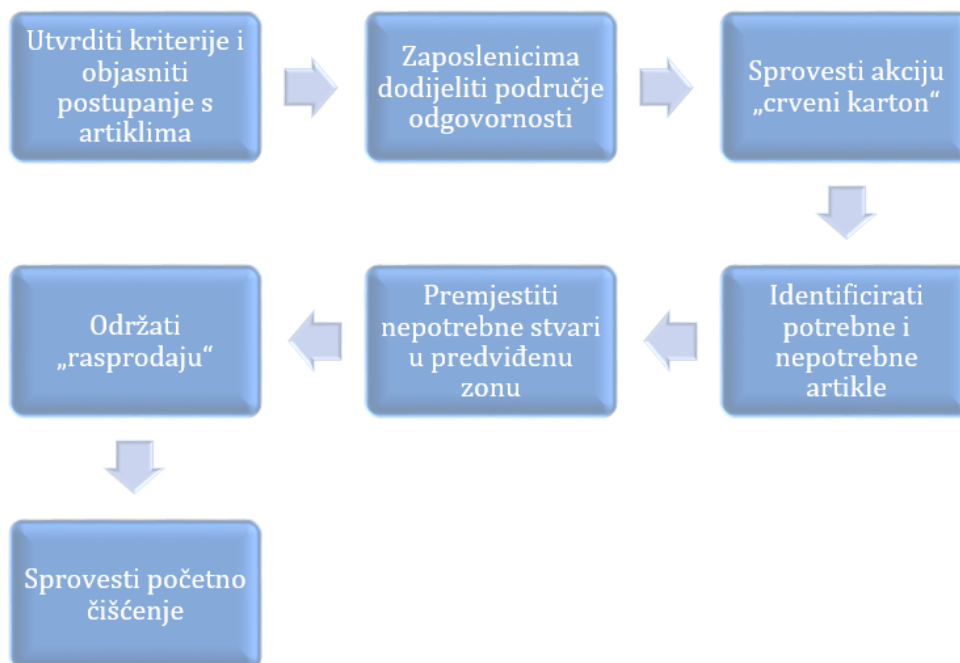 Utvrditi kriterije i
objasniti
postupanje s
artiklima
Zaposlenicima
dodijeliti područje
odgovornosti
Sprovesti akciju
„crveni karton“
Identificirati
potrebne i
nepotrebne
artikle
Premjestiti
nepotrebne stvari
u predviđenu
zonu
Održati
„rasprodaju“
Sprovesti početno
čišćenje